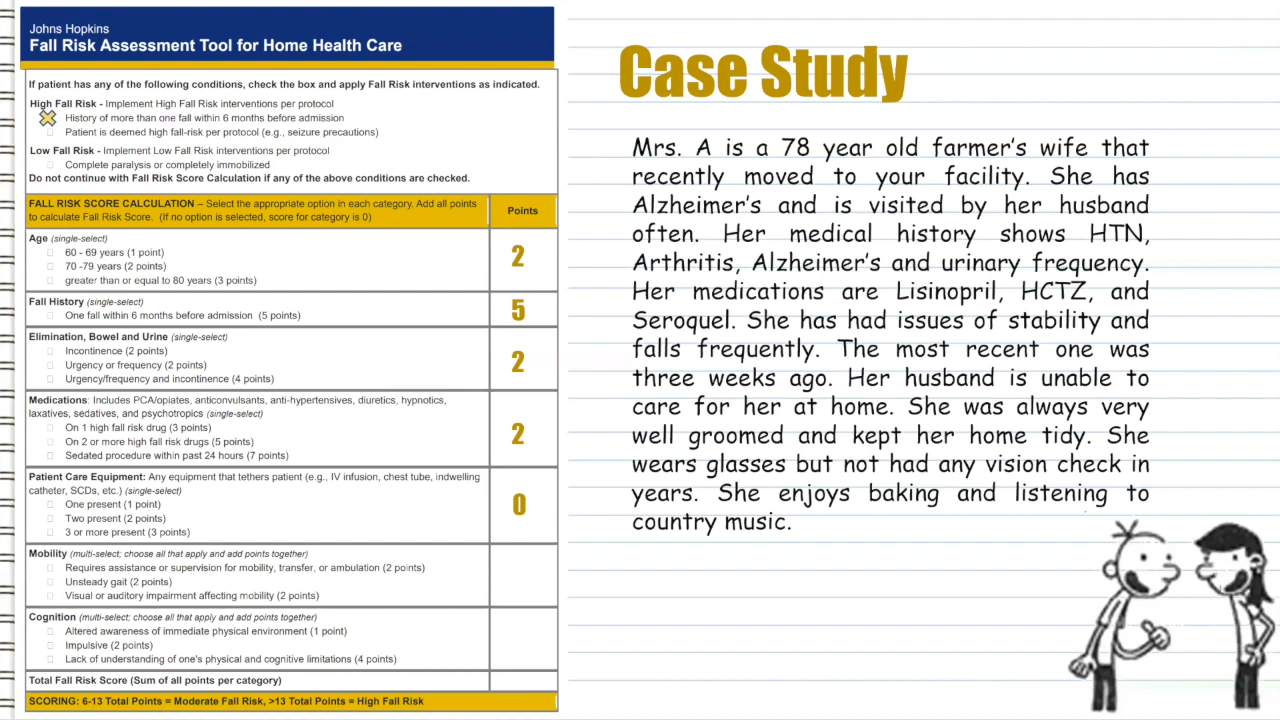 Johns Hopkins
Fall Risk Assessment Tool for Home Health Care
If patient has any of the following conditions, check the box and apply Fall Risk interventions as indicated.
High Fall Risk - Implement High Fall Risk interventions per protocol
History of more than one fall within 6 months before admission
Patient is deemed high fall-risk per protocol (e.g., seizure precautions)
Low Fall Risk - Implement Low Fall Risk interventions per protocol
Complete paralysis or completely immobilized
Do not continue with Fall Risk Score Calculation if any of the above conditions are checked.
FALL RISK SCORE CALCULATION – Select the appropriate option in each category. Add all points
to calculate Fall Risk Score. (If no option is selected, score for category is 0)
Points
Age (single-select)
60 - 69 years (1 point)
70 -79 years (2 points)
greater than or equal to 80 years (3 points)
2
Fall History (single-select)
One fall within 6 months before admission (5 points)
5
Elimination, Bowel and Urine (single-select)
Incontinence (2 points)
Urgency or frequency (2 points)
Urgency/frequency and incontinence (4 points)
2
Medications: Includes PCA/opiates, anticonvulsants, anti-hypertensives, diuretics, hypnotics,
laxatives, sedatives, and psychotropics (single-select)
On 1 high fall risk drug (3 points)
On 2 or more high fall risk drugs (5 points)
Sedated procedure within past 24 hours (7 points)
2
Patient Care Equipment: Any equipment that tethers patient (e.g., IV infusion, chest tube, indwelling
catheter, SCDs, etc.) (single-select)
One present (1 point)
Two present (2 points)
3 or more present (3 points)
0
Mobility (multi-select; choose all that apply and add points together)
Requires assistance or supervision for mobility, transfer, or ambulation (2 points)
Unsteady gait (2 points)
Visual or auditory impairment affecting mobility (2 points)
Cognition (multi-select; choose all that apply and add points together)
Altered awareness of immediate physical environment (1 point)
Impulsive (2 points)
Lack of understanding of one's physical and cognitive limitations (4 points)
Total Fall Risk Score (Sum of all points per category)
SCORING: 6-13 Total Points = Moderate Fall Risk, >13 Total Points = High Fall Risk
Case Study
Mrs. A is a 78 year old farmer's wife that
recently moved to your facility. She has
Alzheimer's and is visited by her husband
often. Her medical history shows HTN,
Arthritis, Alzheimer's and urinary frequency.
Her medications are Lisinopril, HCTZ, and
Seroquel. She has had issues of stability and
falls frequently. The most recent one was
three weeks ago. Her husband is unable to
care for her at home. She was always very
well groomed and kept her home tidy. She
wears glasses but not had any vision check in
years. She enjoys baking and listening to
country music.